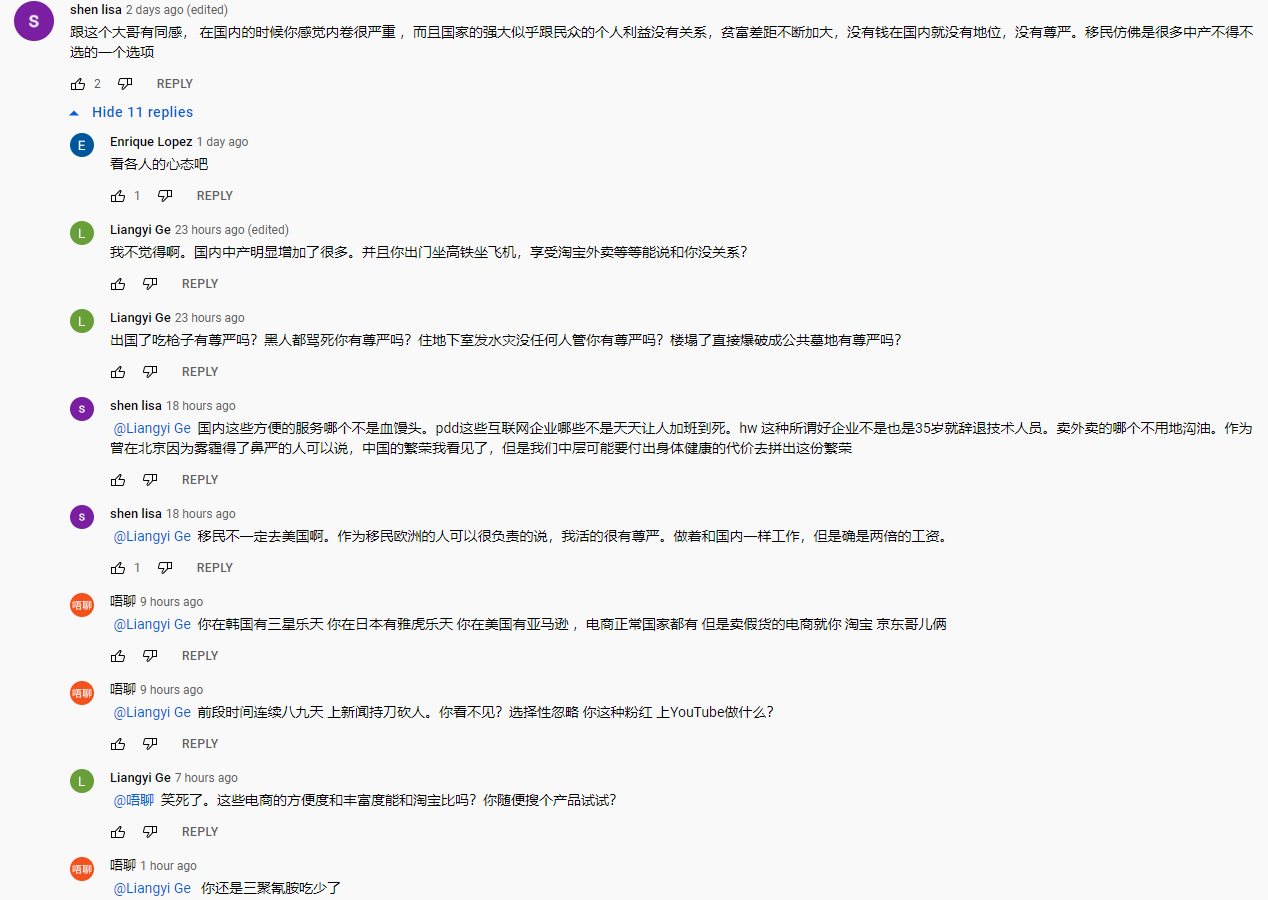 S
shen lisa 2 days ago (edited)
跟这个大哥有同感， 在国内的时候你感觉内卷很严重 ，而且国家的强大似乎跟民众的个人利益没有关系，贫富差距不断加大，没有钱在国内就没有地位，没有尊严。移民仿佛是很多中产不得不
选的一个选项
2 REPLY
Hide 11 replies
E
Enrique Lopez 1 day ago
看各人的心态吧
1 REPLY
L
Liangyi Ge 23 hours ago (edited)
我不觉得啊。国内中产明显增加了很多。并且你出门坐高铁坐飞机，享受淘宝外卖等等能说和你没关系？
REPLY
L
Liangyi Ge 23 hours ago
出国了吃枪子有尊严吗？黑人都骂死你有尊严吗？住地下室发水灾没任何人管你有尊严吗？楼塌了直接爆破成公共墓地有尊严吗？
REPLY
S
shen lisa 18 hours ago
@Liangyi Ge 国内这些方便的服务哪个不是血馒头。pdd这些互联网企业哪些不是天天让人加班到死。hw 这种所谓好企业不是也是35岁就辞退技术人员。卖外卖的哪个不用地沟油。作为
曾在北京因为雾霾得了鼻严的人可以说，中国的繁荣我看见了，但是我们中层可能要付出身体健康的代价去拼出这份繁荣
REPLY
S
shen lisa 18 hours ago
@Liangyi Ge 移民不一定去美国啊。作为移民欧洲的人可以很负责的说，我活的很有尊严。做着和国内一样工作，但是确是两倍的工资。
1 REPLY
唔聊
唔聊 9 hours ago
@Liangyi Ge 你在韩国有三星乐天 你在日本有雅虎乐天 你在美国有亚马逊 ，电商正常国家都有 但是卖假货的电商就你 淘宝 京东哥儿俩
REPLY
唔聊
唔聊 9 hours ago
@Liangyi Ge 前段时间连续八九天 上新闻持刀砍人。你看不见？选择性忽略 你这种粉红 上YouTube做什么？
REPLY
L
Liangyi Ge 7 hours ago
@唔聊 笑死了。这些电商的方便度和丰富度能和淘宝比吗？你随便搜个产品试试？
REPLY
唔聊
唔聊 1 hour ago
@Liangyi Ge 你还是三聚氰胺吃少了